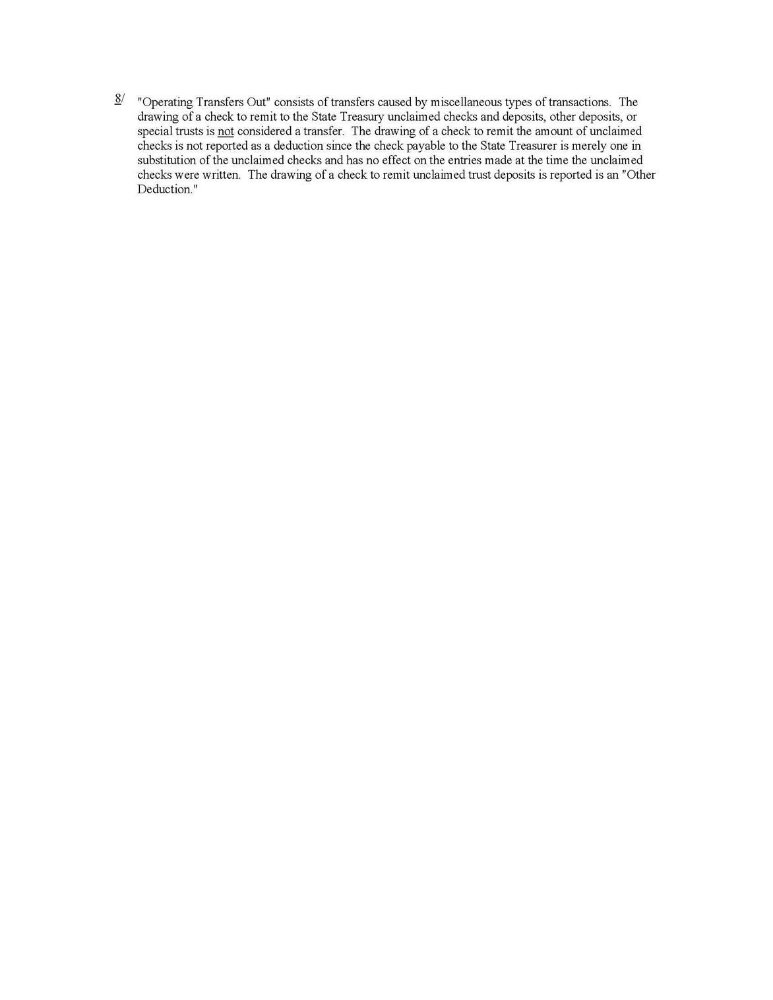 8/ "Operating Transfers Out" consists of transfers caused by miscellaneous types of transactions. The
drawing of a check to remit to the State Treasury unclaimed checks and deposits, other deposits, or
special trusts is not considered a transfer. The drawing of a check to remit the amount of unclaimed
checks is not reported as a deduction since the check payable to the State Treasurer is merely one in
substitution of the unclaimed checks and has no effect on the entries made at the time the unclaimed
checks were written. The drawing of a check to remit unclaimed trust deposits is reported is an "Other
Deduction."